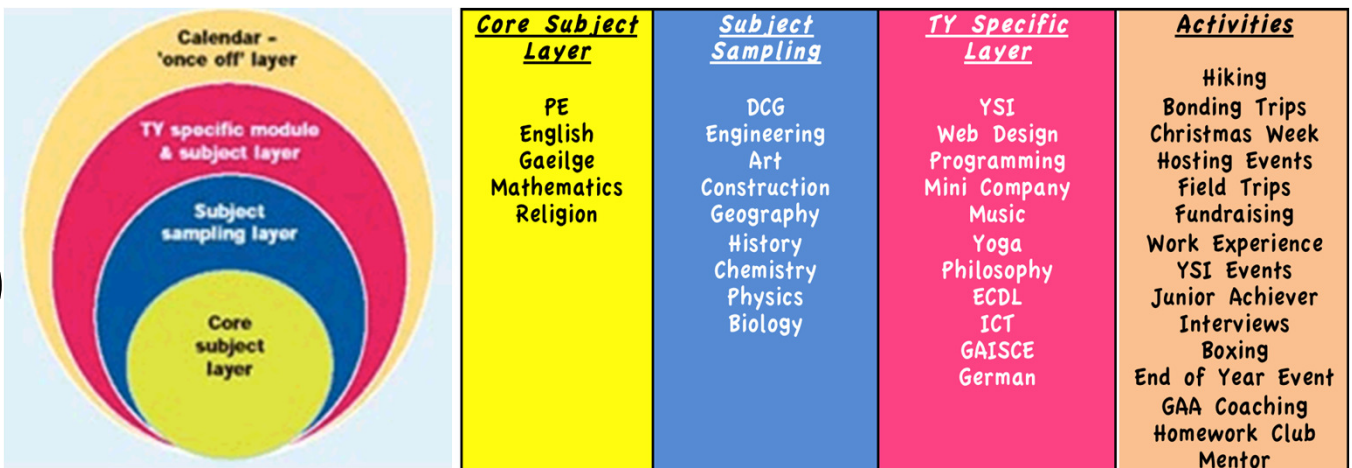 Calendar –
'once off' layer
TY specific module
& subject layer
Subject
sampling layer
Core
subject
layer
Core Subject
Layer
PE
English
Gaeilge
Mathematics
Religion
Subject
Sampling
DCG
Engineering
Art
Construction
Geography
History
Chemistry
Physics
Biology
TY Specific
Layer
YSI
Web Design
Programming
Mini Company
Music
Yoga
Philosophy
ECDL
ICT
GAISCE
German
Activities
Hiking
Bonding Trips
Christmas Week
Hosting Events
Field Trips
Fundraising
Work Experience
YSI Events
Junior Achiever
Interviews
Boxing
End of Year Event
GAA Coaching
Homework Club
Mentor